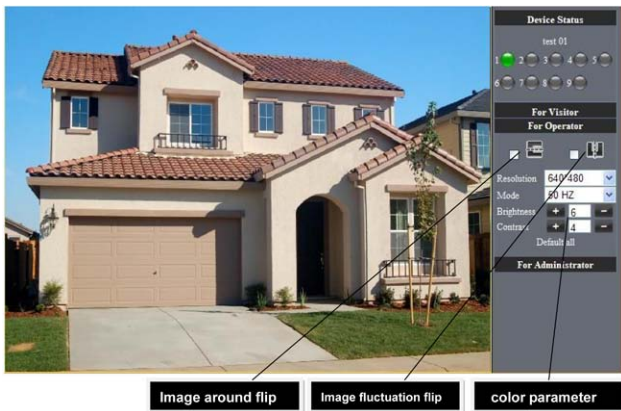 Device Status
test 01
1 2 3 4 5
6 7 8 9
For Visitor
For Operator
Resolution 640*480
Mode 50 HZ
Brightness + 6 -
Contrast + 4 -
Default all
For Administrator
Image around flip
Image fluctuation flip
color parameter